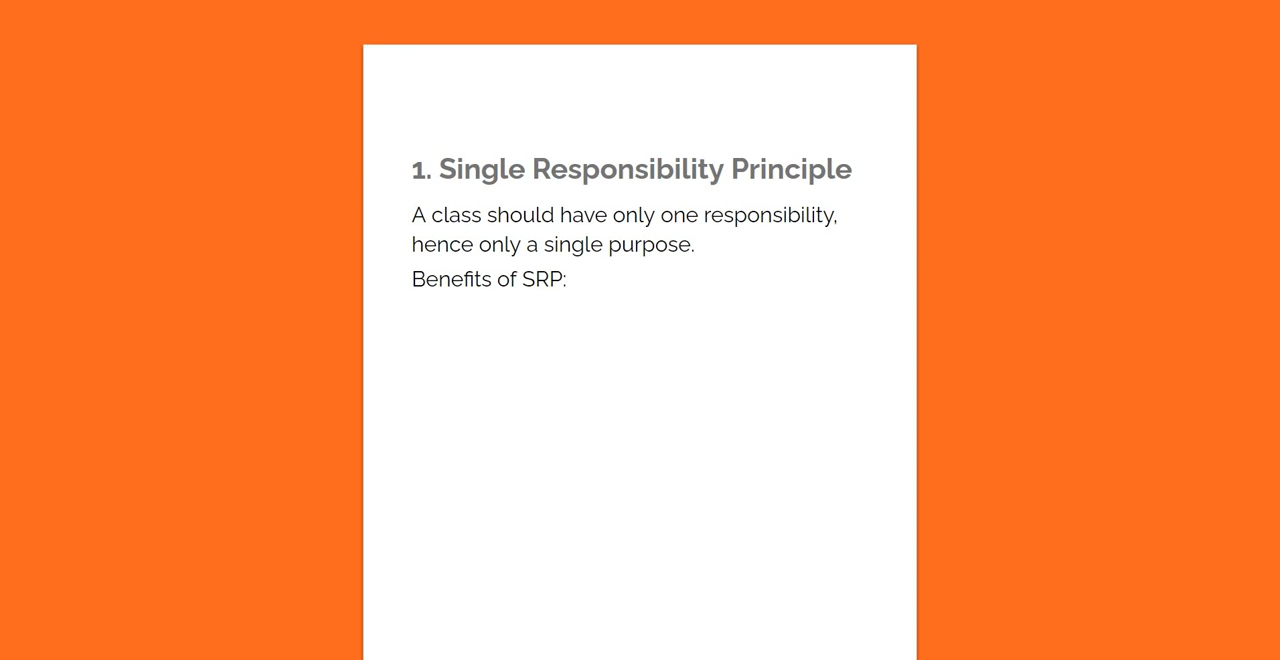 1. Single Responsibility Principle
A class should have only one responsibility,
hence only a single purpose.
Benefits of SRP: